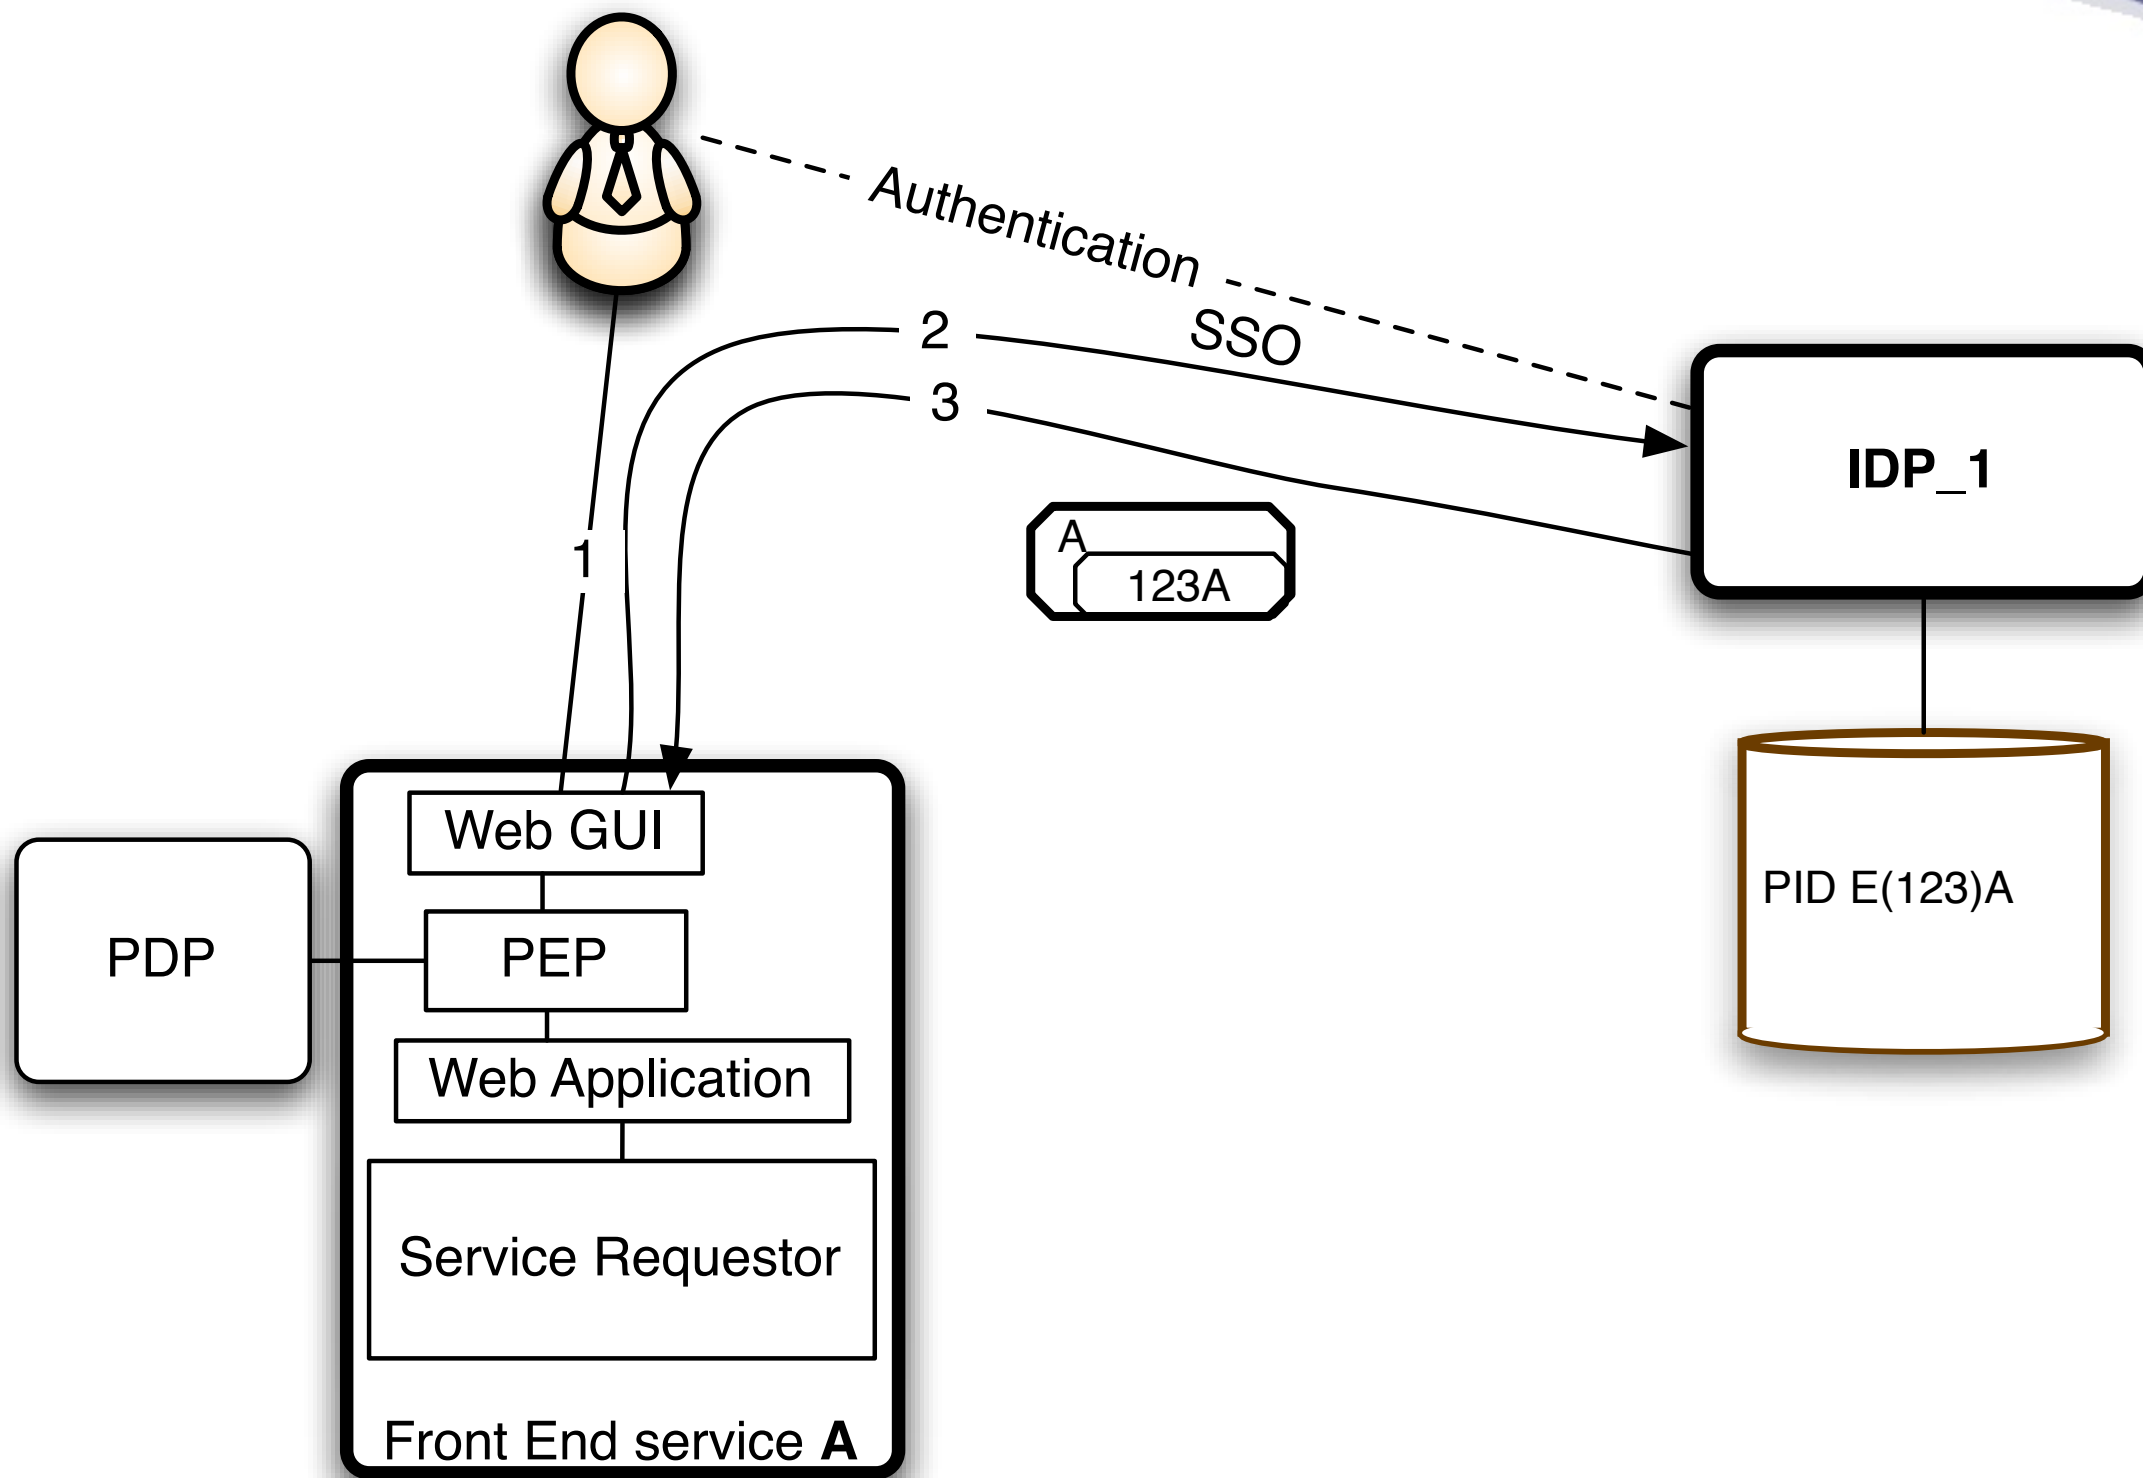 Authentication
2
SSO
3
IDP_1
1
A
123A
Web GUI
PID E(123)A
PDP
PEP
Web Application
Service Requestor
Front End service A